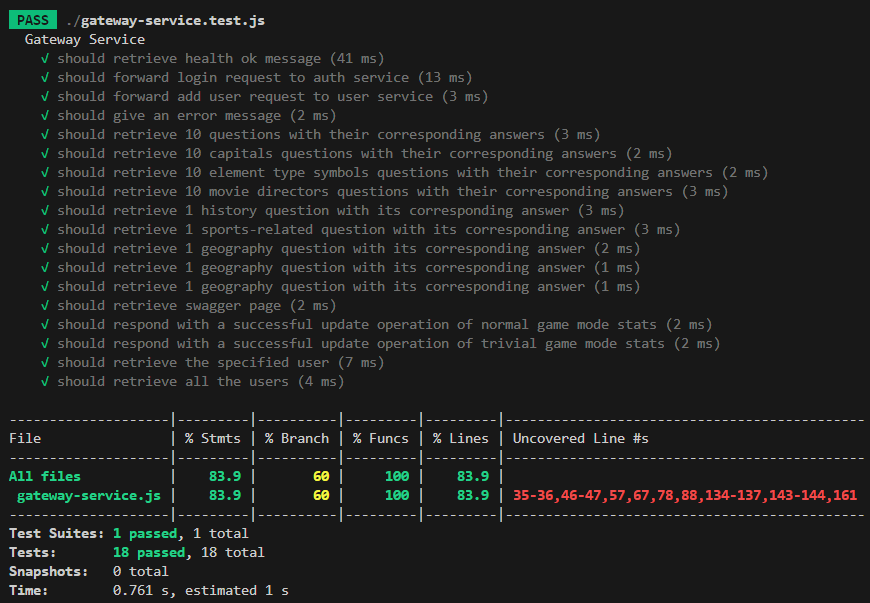 PASS ./gateway-service.test.js
Gateway Service
√ should retrieve health ok message (41 ms)
√ should forward login request to auth service (13 ms)
√ should forward add user request to user service (3 ms)
√ should give an error message (2 ms)
√ should retrieve 10 questions with their corresponding answers (3 ms)
√ should retrieve 10 capitals questions with their corresponding answers (2 ms)
√ should retrieve 10 element type symbols questions with their corresponding answers (2 ms)
√ should retrieve 10 movie directors questions with their corresponding answers (3 ms)
√ should retrieve 1 history question with its corresponding answer (3 ms)
√ should retrieve 1 sports-related question with its corresponding answer (3 ms)
√ should retrieve 1 geography question with its corresponding answer (2 ms)
√ should retrieve 1 geography question with its corresponding answer (1 ms)
√ should retrieve 1 geography question with its corresponding answer (1 ms)
√ should retrieve swagger page (2 ms)
√ should respond with a successful update operation of normal game mode stats (2 ms)
√ should respond with a successful update operation of trivial game mode stats (2 ms)
√ should retrieve the specified user (7 ms)
√ should retrieve all the users (4 ms)
--------------------|---------|----------|---------|---------|---------------------------------------------
File | % Stmts | % Branch | % Funcs | % Lines | Uncovered Line #s
--------------------|---------|----------|---------|---------|---------------------------------------------
All files | 83.9 | 60 | 100 | 83.9 |
gateway-service.js | 83.9 | 60 | 100 | 83.9 | 35-36,46-47,57,67,78,88,134-137,143-144,161
--------------------|---------|----------|---------|---------|---------------------------------------------
Test Suites: 1 passed, 1 total
Tests: 18 passed, 18 total
Snapshots: 0 total
Time: 0.761 s, estimated 1 s